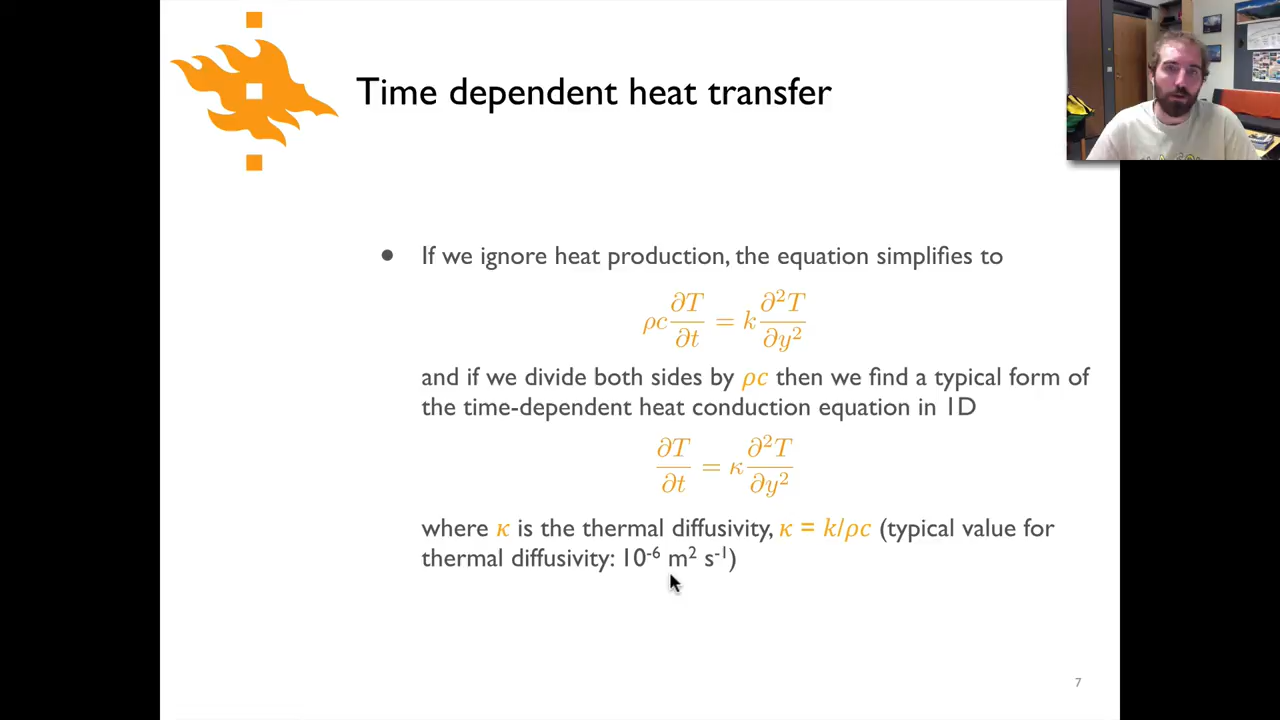 Time dependent heat transfer
• If we ignore heat production, the equation simplifies to
ρc ∂T/∂t = k ∂²T/∂y²
and if we divide both sides by ρc then we find a typical form of
the time-dependent heat conduction equation in 1D
∂T/∂t = κ ∂²T/∂y²
where κ is the thermal diffusivity, κ = k/ρc (typical value for
thermal diffusivity: 10⁻⁶ m² s⁻¹)
7